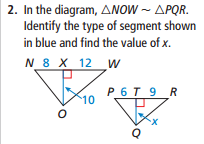 2. In the diagram, △NOW ~ △PQR.
Identify the type of segment shown
in blue and find the value of x.
N 8 X 12 W
P 6 T 9 R
10
O
x
Q